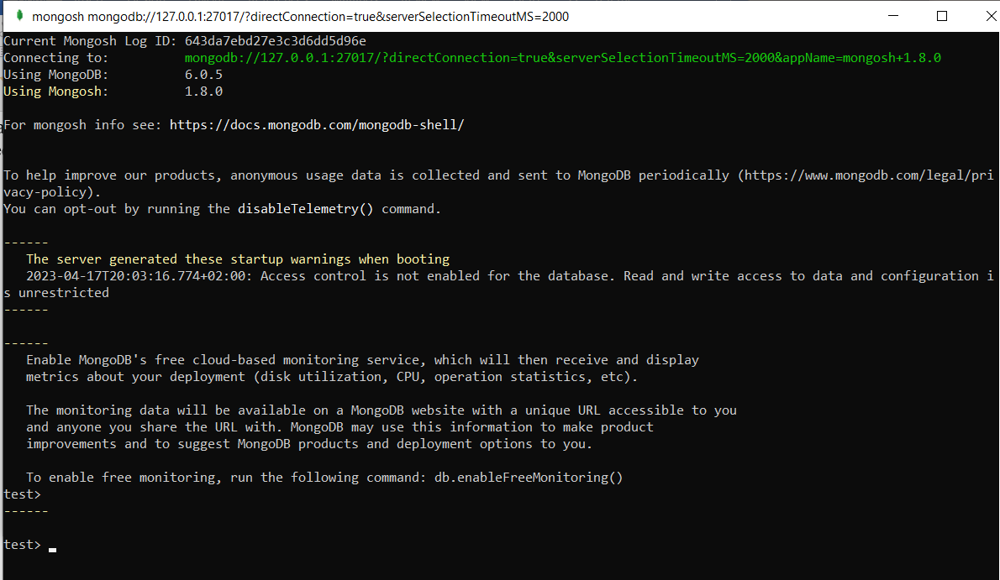 mongosh mongodb://127.0.0.1:27017/?directConnection=true&serverSelectionTimeoutMS=2000
Current Mongosh Log ID: 643da7ebd27e3c3d6dd5d96e
Connecting to: mongodb://127.0.0.1:27017/?directConnection=true&serverSelectionTimeoutMS=2000&appName=mongosh+1.8.0
Using MongoDB: 6.0.5
Using Mongosh: 1.8.0
For mongosh info see: https://docs.mongodb.com/mongodb-shell/
To help improve our products, anonymous usage data is collected and sent to MongoDB periodically (https://www.mongodb.com/legal/pri
vacy-policy).
You can opt-out by running the disableTelemetry() command.
------
The server generated these startup warnings when booting
2023-04-17T20:03:16.774+02:00: Access control is not enabled for the database. Read and write access to data and configuration i
s unrestricted
------
------
Enable MongoDB's free cloud-based monitoring service, which will then receive and display
metrics about your deployment (disk utilization, CPU, operation statistics, etc).
The monitoring data will be available on a MongoDB website with a unique URL accessible to you
and anyone you share the URL with. MongoDB may use this information to make product
improvements and to suggest MongoDB products and deployment options to you.
To enable free monitoring, run the following command: db.enableFreeMonitoring()
test>
------
test>